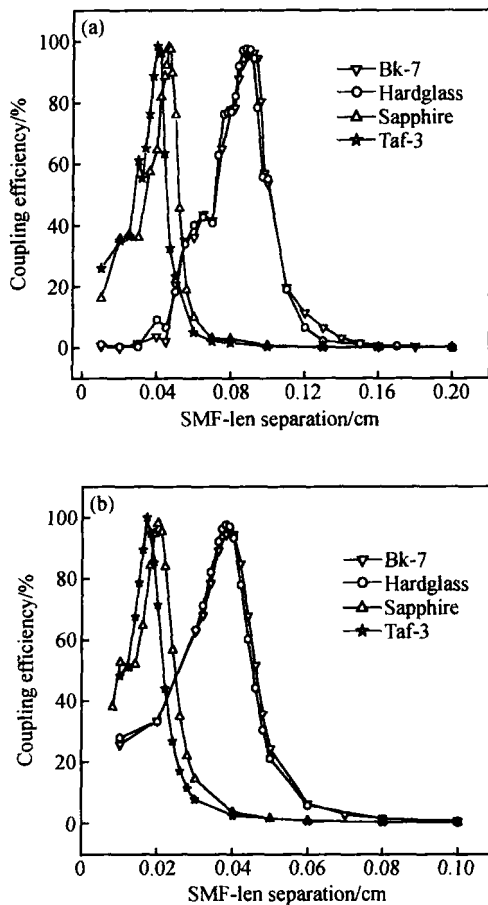 (a)
Bk-7
Hardglass
Sapphire
Taf-3
Coupling efficiency/%
100
80
60
40
20
0
0 0.04 0.08 0.12 0.16 0.20
SMF-len separation/cm
(b)
Bk-7
Hardglass
Sapphire
Taf-3
Coupling efficiency/%
100
80
60
40
20
0
0 0.02 0.04 0.06 0.08 0.10
SMF-len separation/cm